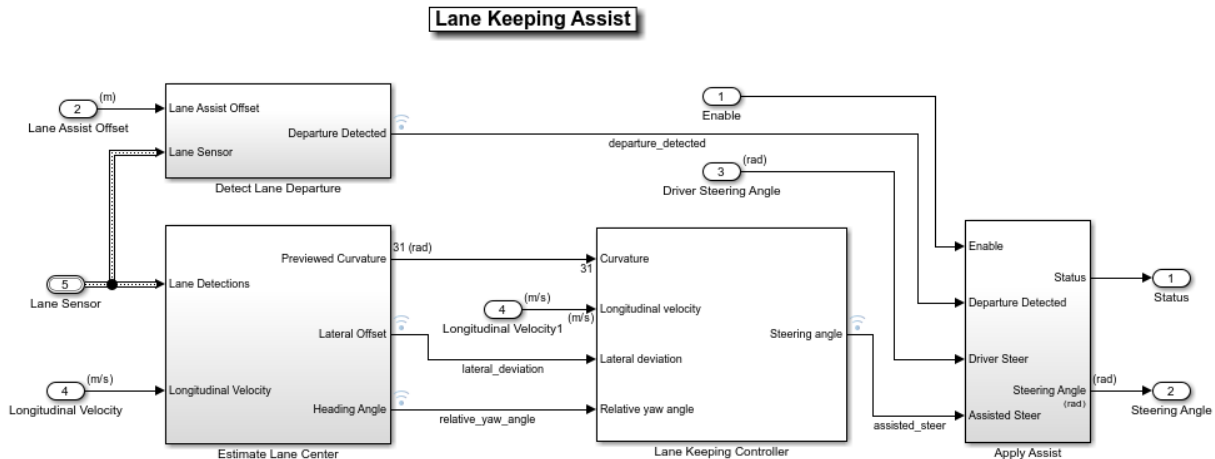 Lane Keeping Assist
2
(m)
Lane Assist Offset
Lane Assist Offset
Lane Sensor
Departure Detected
Detect Lane Departure
departure_detected
1
Enable
3
(rad)
Driver Steering Angle
5
Lane Sensor
4
(m/s)
Longitudinal Velocity
Lane Detections
Longitudinal Velocity
Previewed Curvature
Lateral Offset
Heading Angle
Estimate Lane Center
31 (rad)
lateral_deviation
relative_yaw_angle
4
(m/s)
Longitudinal Velocity1
31
(m/s)
Curvature
Longitudinal velocity
Lateral deviation
Relative yaw angle
Steering angle
Lane Keeping Controller
assisted_steer
Enable
Departure Detected
Driver Steer
Assisted Steer
Status
Steering Angle
(rad)
Apply Assist
1
Status
(rad)
2
Steering Angle